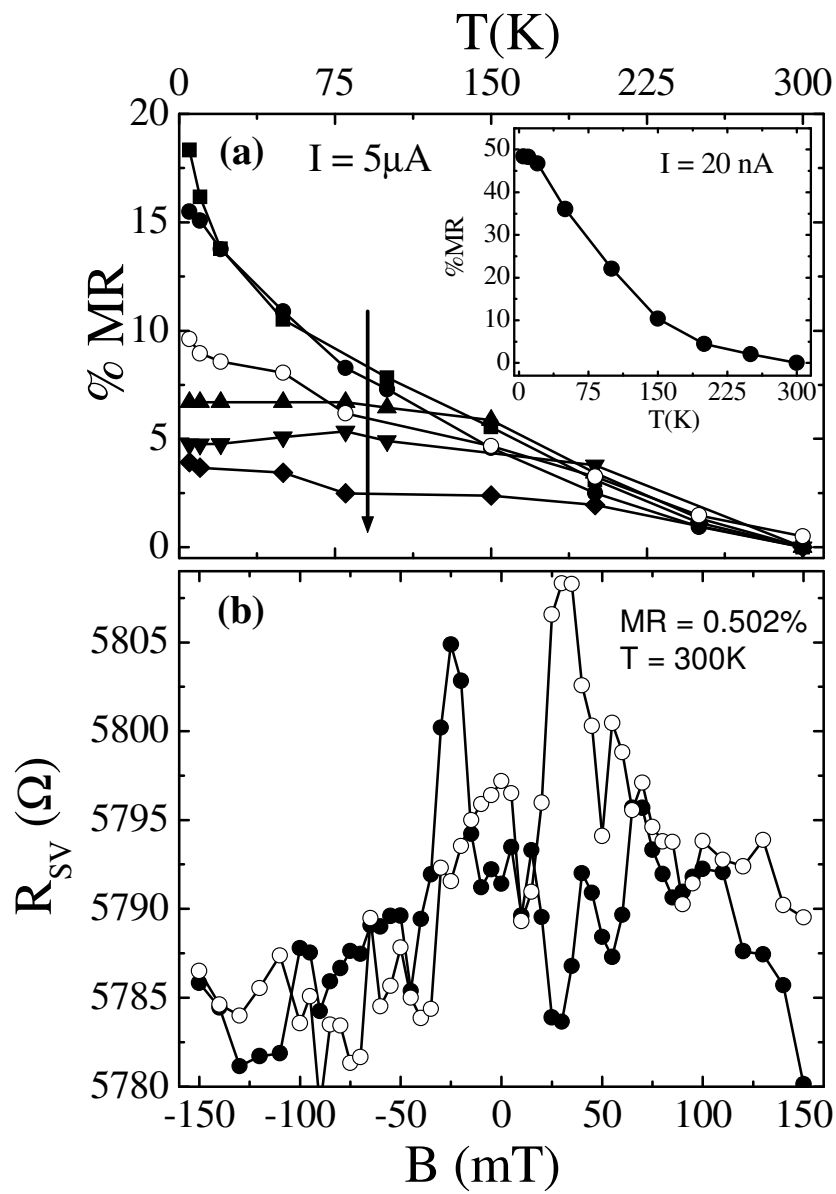 T(K)
0 75 150 225 300
20
15
10
5
0
% MR
(a)
I = 5μA
50
40
30
20
10
0
%MR
I = 20 nA
0 75 150 225 300
T(K)
(b)
MR = 0.502%
T = 300K
5805
5800
5795
5790
5785
5780
R_SV (Ω)
-150 -100 -50 0 50 100 150
B (mT)